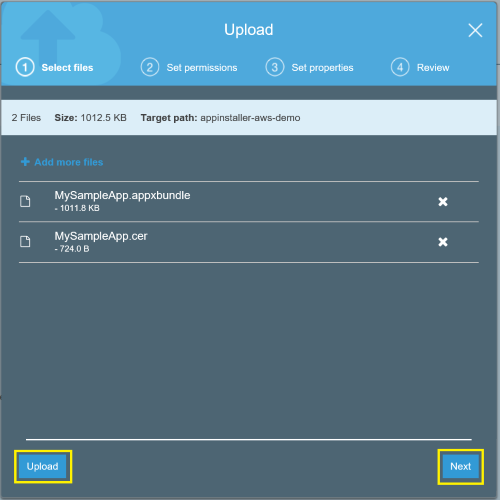 Upload
1 Select files 2 Set permissions 3 Set properties 4 Review
2 Files Size: 1012.5 KB Target path: appinstaller-aws-demo
+ Add more files
MySampleApp.appxbundle
- 1011.8 KB
MySampleApp.cer
- 724.0 B
Upload Next